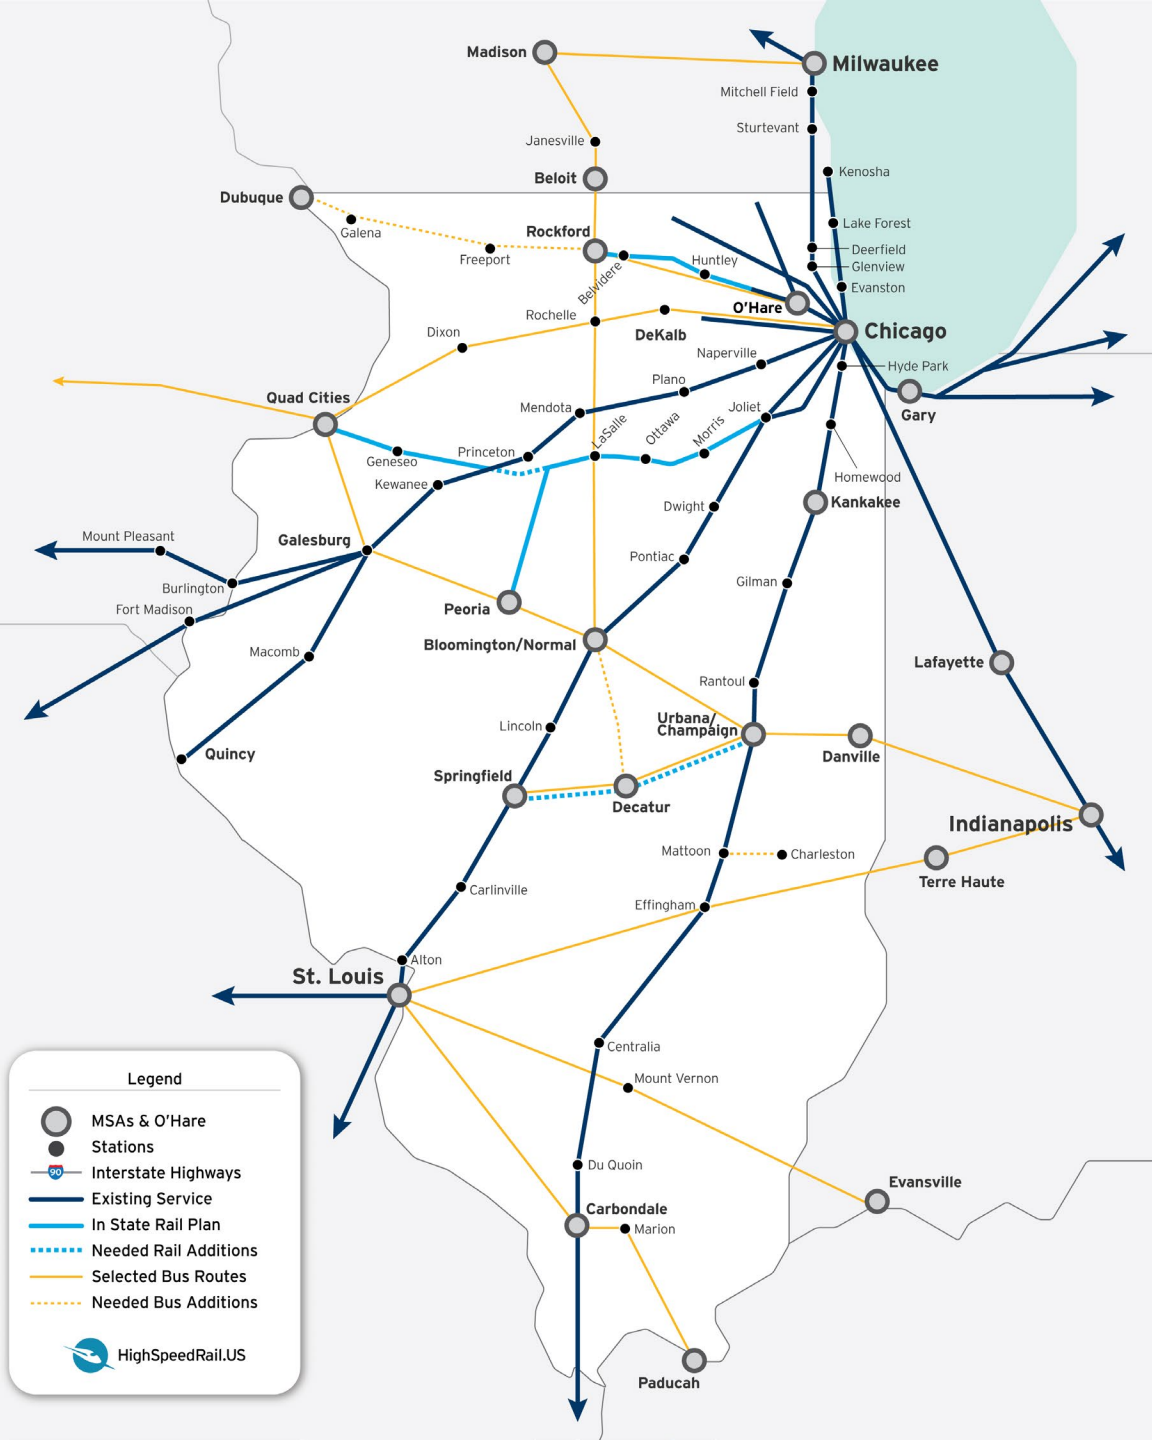 Madison
Milwaukee
Mitchell Field
Sturtevant
Janesville
Kenosha
Beloit
Dubuque
Galena
Lake Forest
Rockford
Freeport
Deerfield
Belvidere
Huntley
Glenview
Evanston
O'Hare
Rochelle
Dixon
DeKalb
Chicago
Naperville
Hyde Park
Plano
Gary
Quad Cities
Mendota
Joliet
LaSalle
Ottawa
Morris
Geneseo
Princeton
Homewood
Kewanee
Dwight
Kankakee
Mount Pleasant
Galesburg
Pontiac
Burlington
Gilman
Fort Madison
Peoria
Bloomington/Normal
Macomb
Lafayette
Rantoul
Lincoln
Urbana/
Champaign
Quincy
Danville
Springfield
Decatur
Indianapolis
Mattoon
Charleston
Carlinville
Terre Haute
Effingham
Alton
St. Louis
Centralia
Mount Vernon
Du Quoin
Evansville
Carbondale
Marion
Paducah
Legend
MSAs & O'Hare
Stations
90
Interstate Highways
Existing Service
In State Rail Plan
Needed Rail Additions
Selected Bus Routes
Needed Bus Additions
HighSpeedRail.US